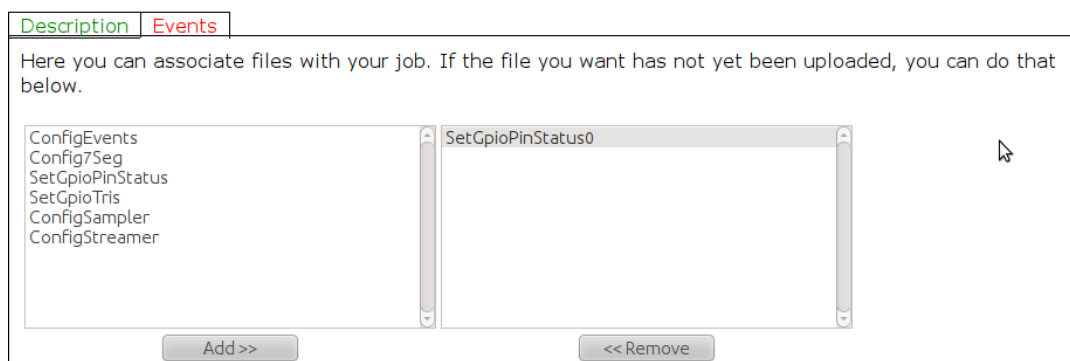 Description Events
Here you can associate files with your job. If the file you want has not yet been uploaded, you can do that
below.
ConfigEvents
Config7Seg
SetGpioPinStatus
SetGpioTris
ConfigSampler
ConfigStreamer
SetGpioPinStatus0
Add >>
<< Remove